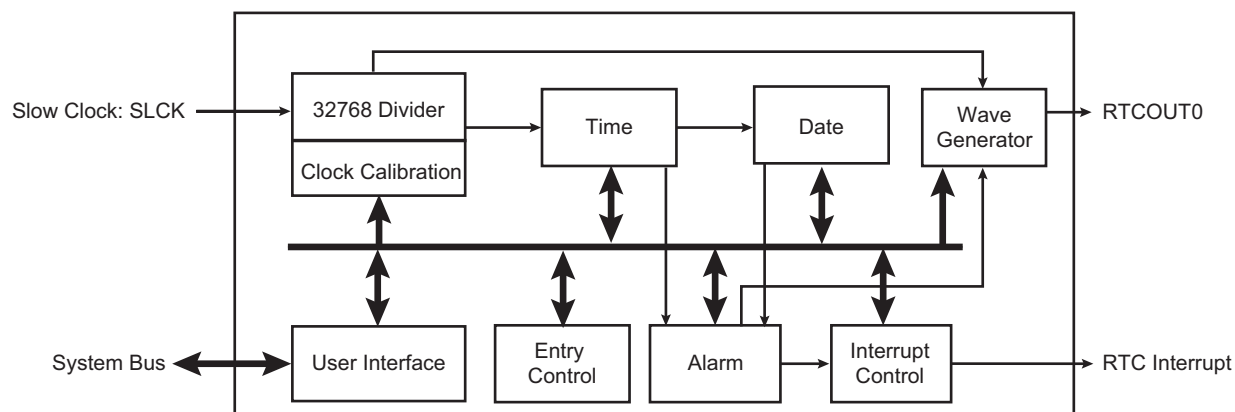 Slow Clock: SLCK
32768 Divider
Clock Calibration
Time
Date
Wave
Generator
RTCOUT0
System Bus
User Interface
Entry
Control
Alarm
Interrupt
Control
RTC Interrupt